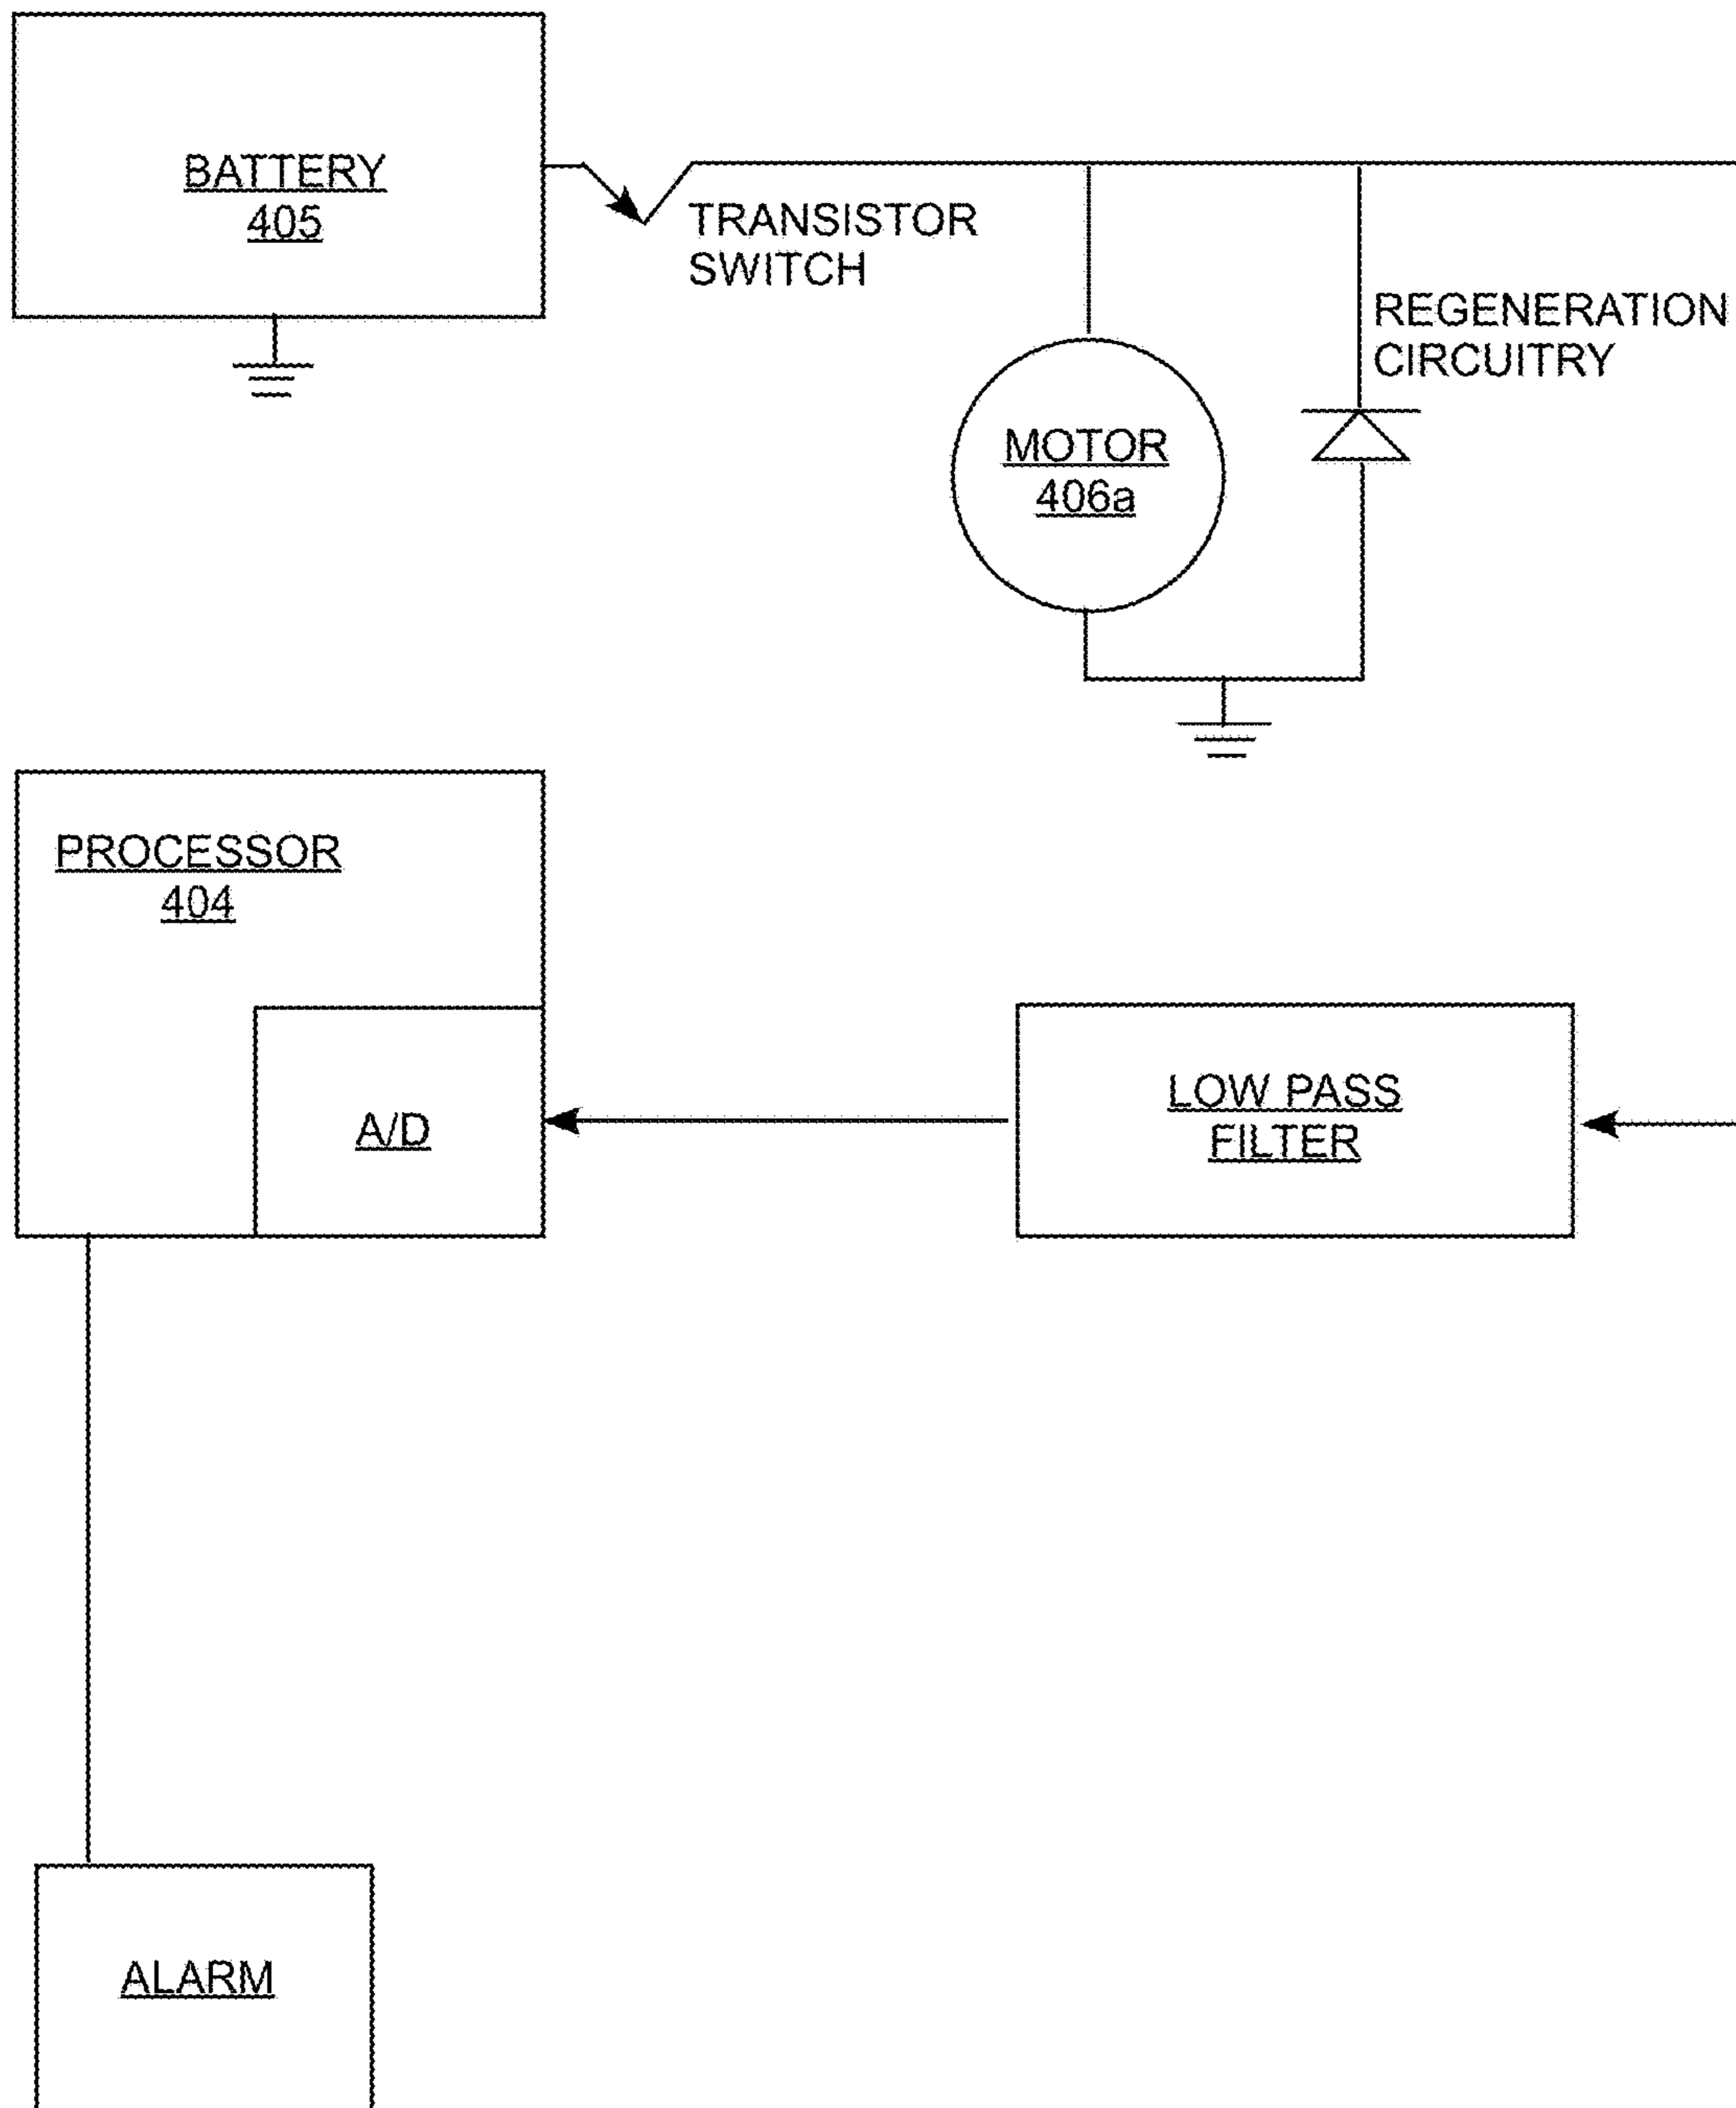 BATTERY
405
TRANSISTOR
SWITCH
REGENERATION
CIRCUITRY
MOTOR
406a
PROCESSOR
404
A/D
LOW PASS
FILTER
ALARM